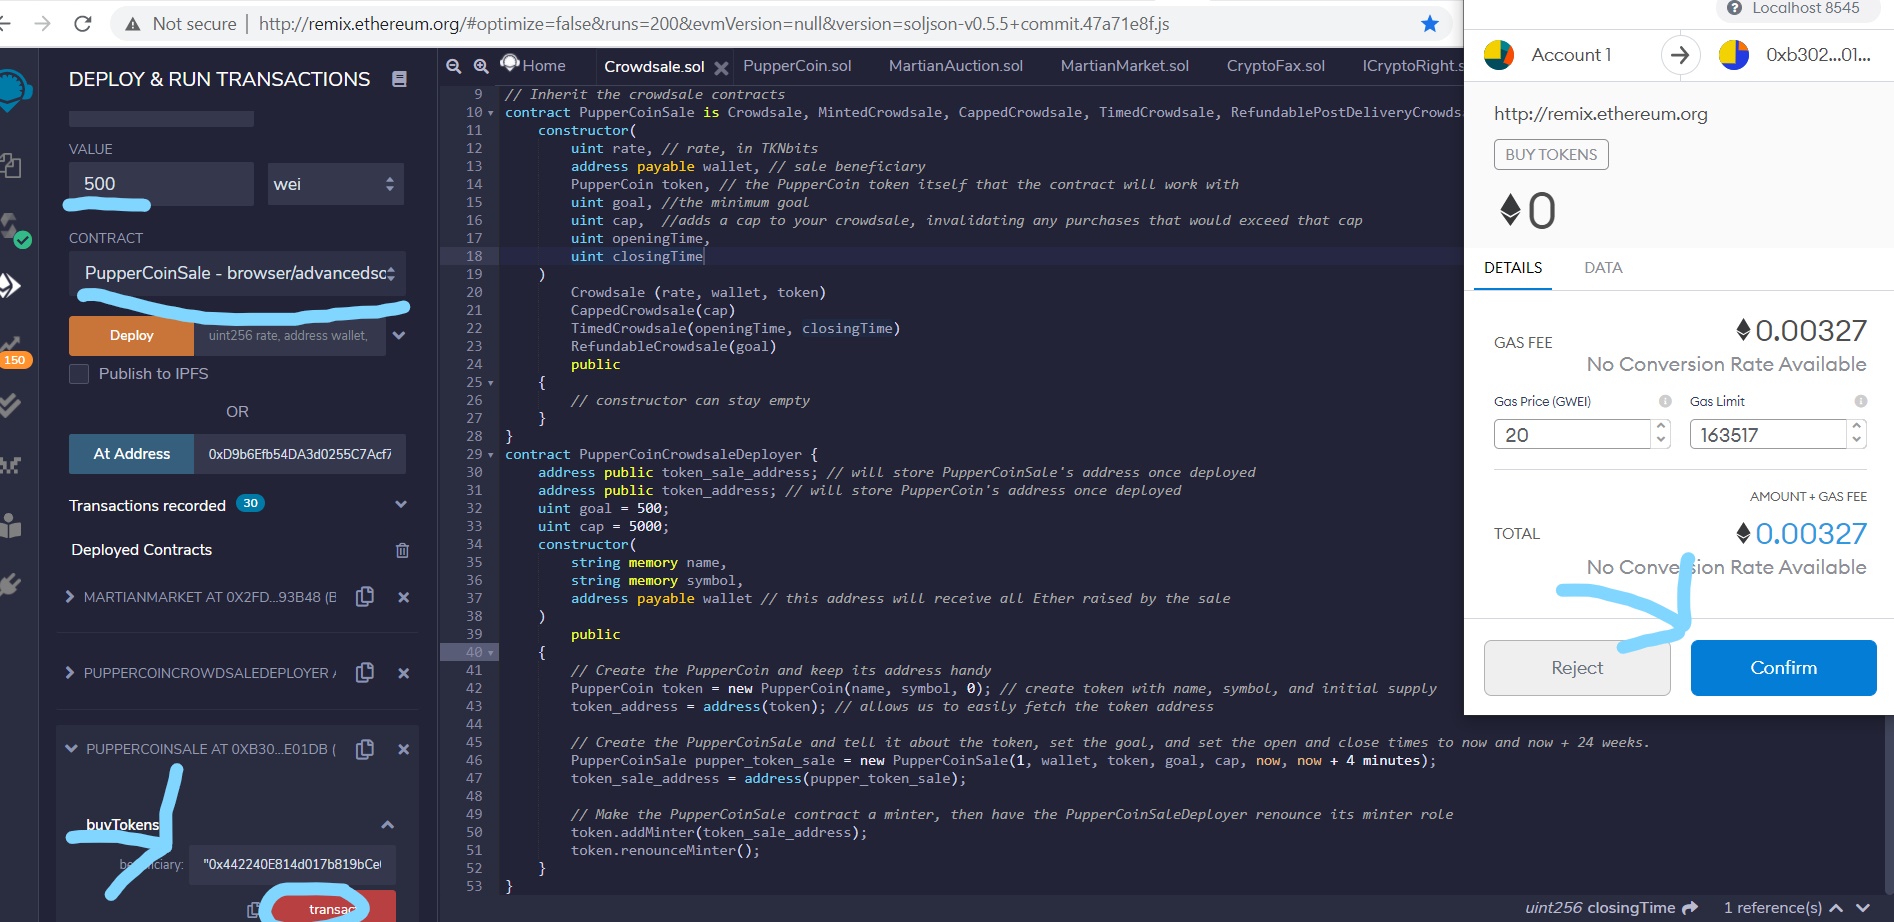 Not secure | http://remix.ethereum.org/#optimize=false&runs=200&evmVersion=null&version=soljson-v0.5.5+commit.47a71e8f.js
DEPLOY & RUN TRANSACTIONS
VALUE
500
wei
CONTRACT
PupperCoinSale - browser/advancedsc
Deploy
uint256 rate, address wallet,
Publish to IPFS
OR
At Address
0xD9b6Efb54DA3d0255C7Acf7
150
Transactions recorded 30
Deployed Contracts
MARTIANMARKET AT 0X2FD...93B48 (B
PUPPERCOINCROWDSALEDEPLOYER
PUPPERCOINSALE AT 0XB30...E01DB (
buyTokens
beneficiary:
"0x442240E814d017b819bCe
transact
Home
Crowdsale.sol
PupperCoin.sol
MartianAuction.sol
MartianMarket.sol
CryptoFax.sol
ICryptoRight.s
9 // Inherit the crowdsale contracts
10 contract PupperCoinSale is Crowdsale, MintedCrowdsale, CappedCrowdsale, TimedCrowdsale, RefundablePostDeliveryCrowds
11 constructor(
12 uint rate, // rate, in TKNbits
13 address payable wallet, // sale beneficiary
14 PupperCoin token, // the PupperCoin token itself that the contract will work with
15 uint goal, //the minimum goal
16 uint cap, //adds a cap to your crowdsale, invalidating any purchases that would exceed that cap
17 uint openingTime,
18 uint closingTime
19 )
20 Crowdsale (rate, wallet, token)
21 CappedCrowdsale(cap)
22 TimedCrowdsale(openingTime, closingTime)
23 RefundableCrowdsale(goal)
24 public
25 {
26 // constructor can stay empty
27 }
28 }
29 contract PupperCoinCrowdsaleDeployer {
30 address public token_sale_address; // will store PupperCoinSale's address once deployed
31 address public token_address; // will store PupperCoin's address once deployed
32 uint goal = 500;
33 uint cap = 5000;
34 constructor(
35 string memory name,
36 string memory symbol,
37 address payable wallet // this address will receive all Ether raised by the sale
38 )
39 public
40 {
41 // Create the PupperCoin and keep its address handy
42 PupperCoin token = new PupperCoin(name, symbol, 0); // create token with name, symbol, and initial supply
43 token_address = address(token); // allows us to easily fetch the token address
44
45 // Create the PupperCoinSale and tell it about the token, set the goal, and set the open and close times to now and now + 24 weeks.
46 PupperCoinSale pupper_token_sale = new PupperCoinSale(1, wallet, token, goal, cap, now, now + 4 minutes);
47 token_sale_address = address(pupper_token_sale);
48
49 // Make the PupperCoinSale contract a minter, then have the PupperCoinSaleDeployer renounce its minter role
50 token.addMinter(token_sale_address);
51 token.renounceMinter();
52 }
53 }
uint256 closingTime
1 reference(s)
Localhost 8545
Account 1
0xb302...01...
http://remix.ethereum.org
BUY TOKENS
0
DETAILS
DATA
GAS FEE
0.00327
No Conversion Rate Available
Gas Price (GWEI)
Gas Limit
20
163517
AMOUNT + GAS FEE
TOTAL
0.00327
No Conversion Rate Available
Reject
Confirm